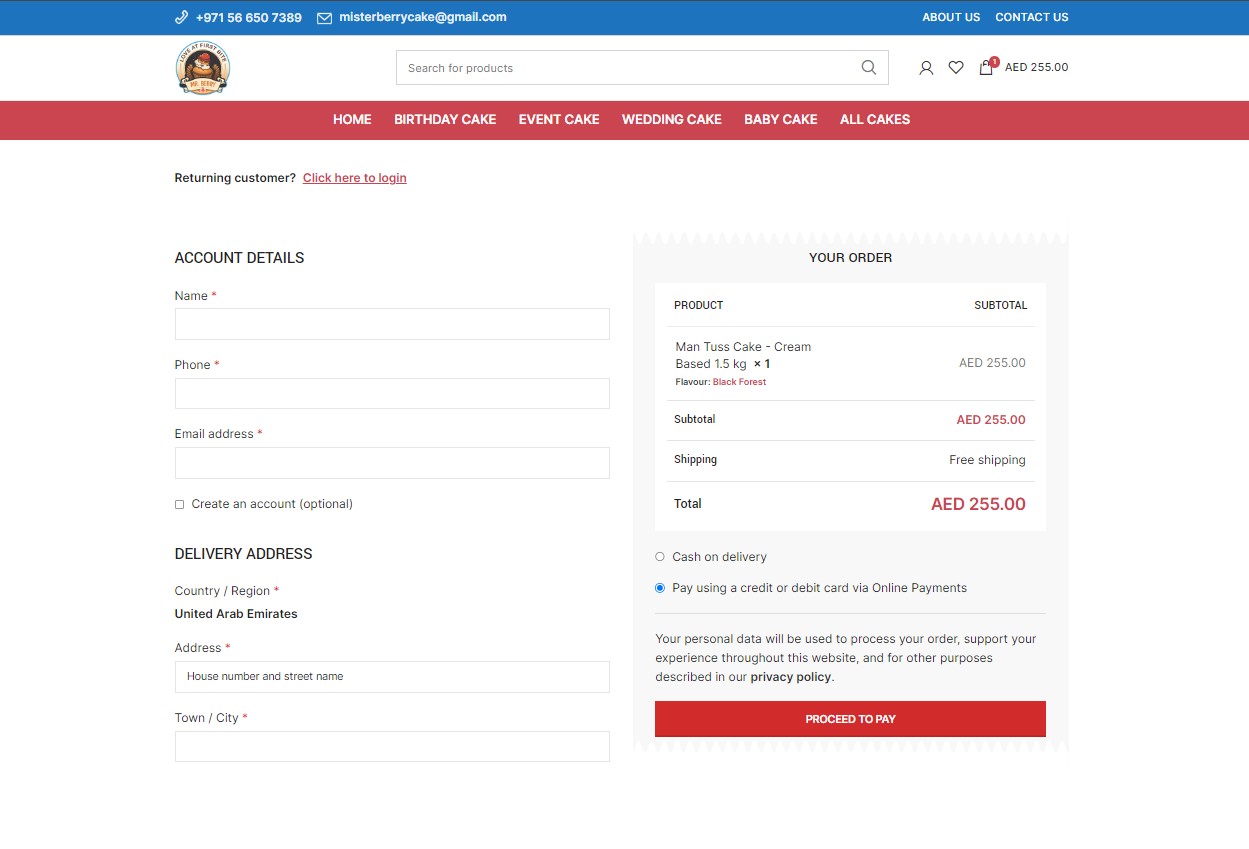 +971 56 650 7389 misterberrycake@gmail.com ABOUT US CONTACT US
LOVE AT FIRST BITE
MR. BERRY
Search for products
1
AED 255.00
HOME BIRTHDAY CAKE EVENT CAKE WEDDING CAKE BABY CAKE ALL CAKES
Returning customer? Click here to login
ACCOUNT DETAILS
Name *
Phone *
Email address *
Create an account (optional)
DELIVERY ADDRESS
Country / Region *
United Arab Emirates
Address *
House number and street name
Town / City *
YOUR ORDER
PRODUCT SUBTOTAL
Man Tuss Cake - Cream
Based 1.5 kg × 1 AED 255.00
Flavour: Black Forest
Subtotal AED 255.00
Shipping Free shipping
Total AED 255.00
Cash on delivery
Pay using a credit or debit card via Online Payments
Your personal data will be used to process your order, support your
experience throughout this website, and for other purposes
described in our privacy policy.
PROCEED TO PAY